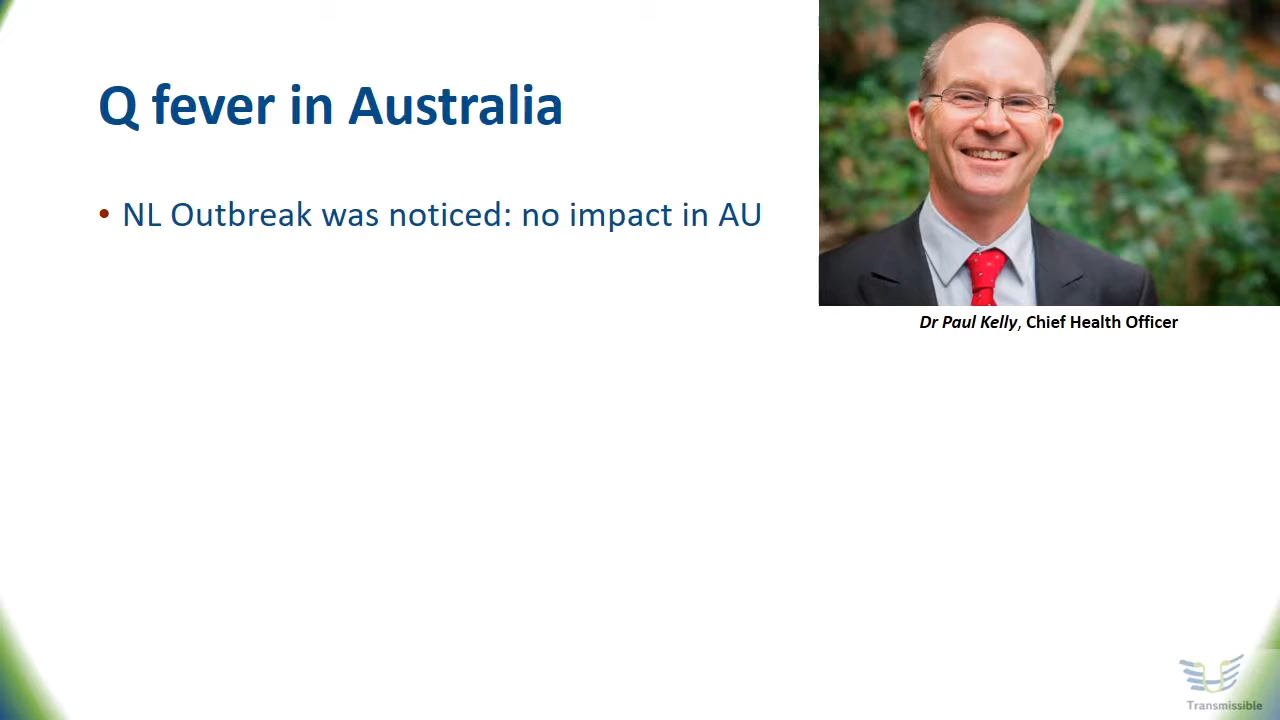 Q fever in Australia
• NL Outbreak was noticed: no impact in AU
Dr Paul Kelly, Chief Health Officer
Transmissible